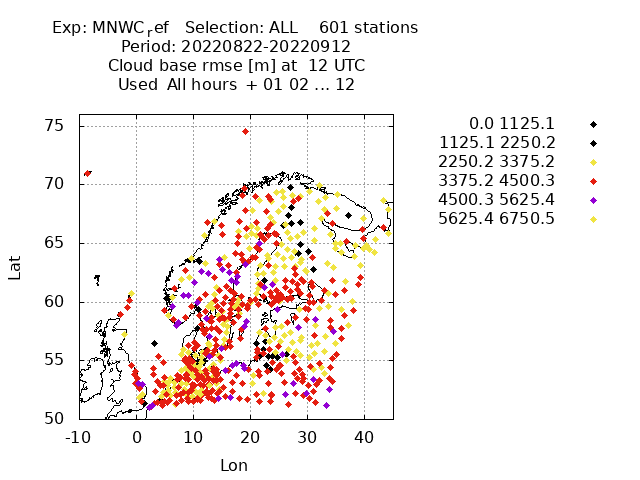 Exp: MNWC_ref   Selection: ALL    601 stations
Period: 20220822-20220912
Cloud base rmse [m] at  12 UTC
Used  All hours  + 01 02 ... 12
0.0 1125.1
1125.1 2250.2
2250.2 3375.2
3375.2 4500.3
4500.3 5625.4
5625.4 6750.5
75
70
65
60
55
50
Lat
-10 0 10 20 30 40
Lon